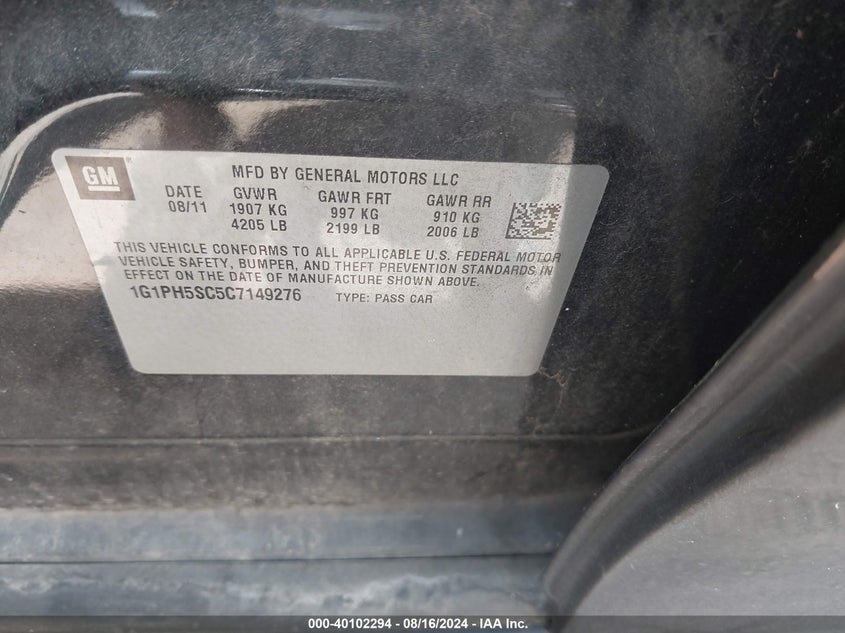 GM
MFD BY GENERAL MOTORS LLC
DATE GVWR GAWR FRT GAWR RR
08/11 1907 KG 997 KG 910 KG
4205 LB 2199 LB 2006 LB
THIS VEHICLE CONFORMS TO ALL APPLICABLE U.S. FEDERAL MOTOR
VEHICLE SAFETY, BUMPER, AND THEFT PREVENTION STANDARDS IN
EFFECT ON THE DATE OF MANUFACTURE SHOWN ABOVE.
1G1PH5SC5C7149276 TYPE: PASS CAR
000-40102294 - 08/16/2024 - IAA Inc.